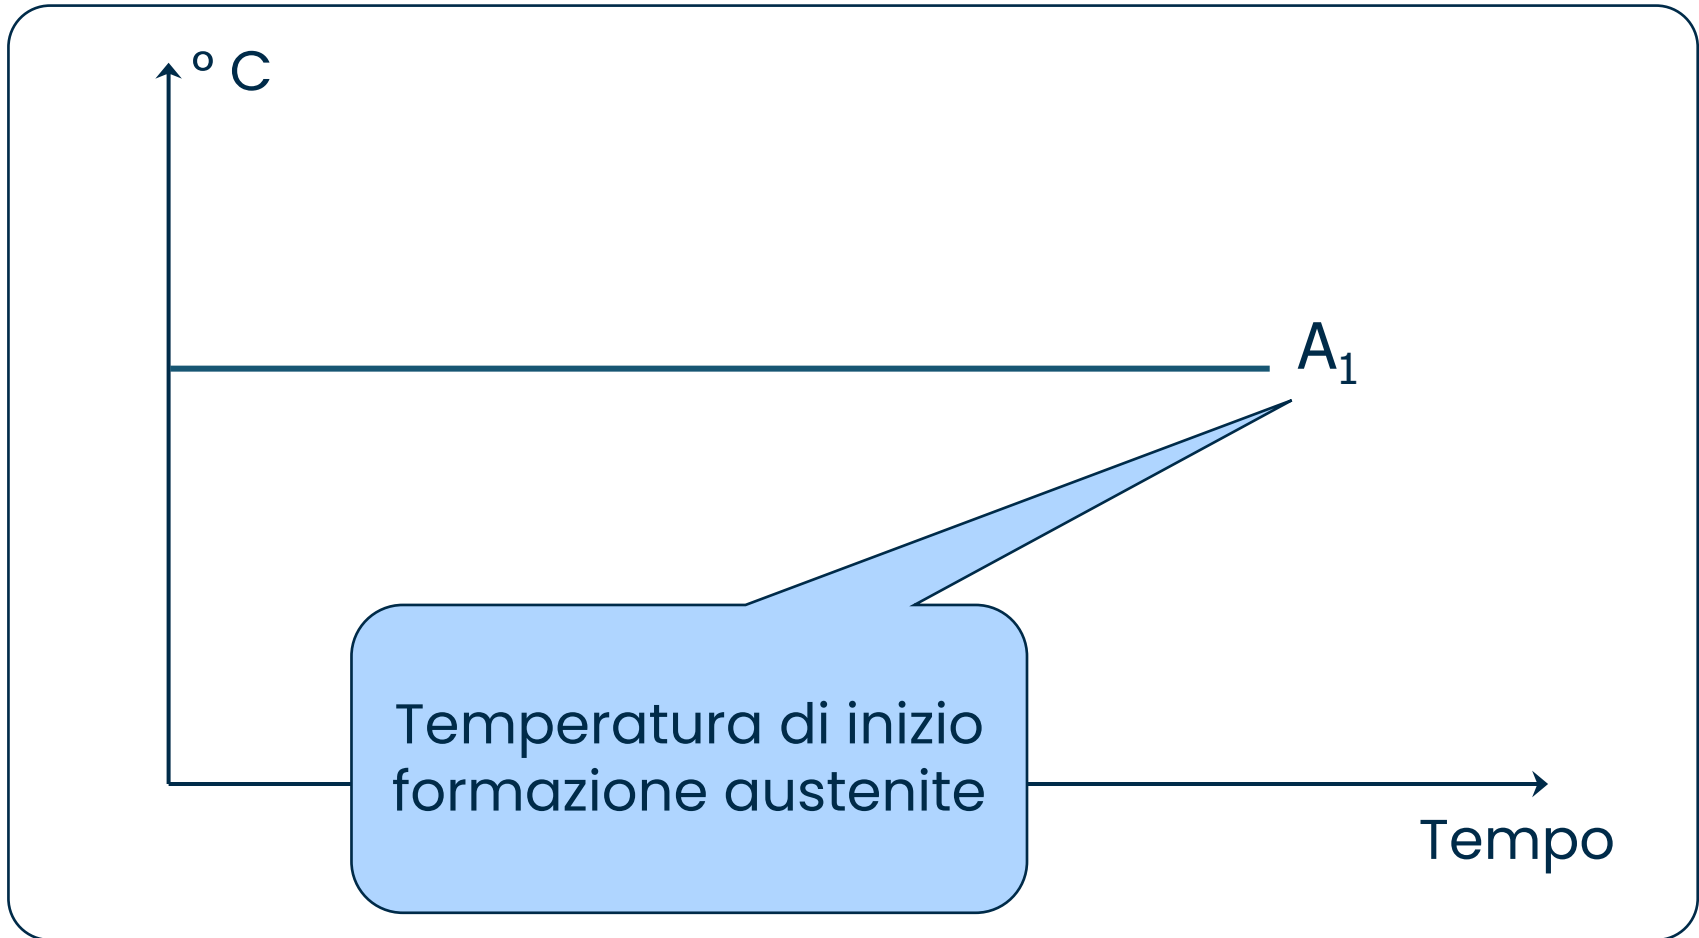 ° C
A₁
Temperatura di inizio
formazione austenite
Tempo